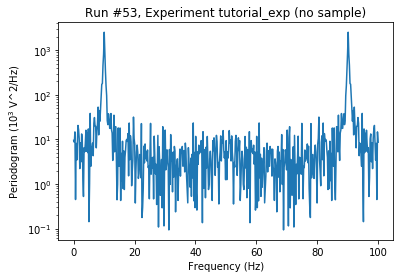 Run #53, Experiment tutorial_exp (no sample)
Periodogram (10³ V^2/Hz)
10³
10²
10¹
10⁰
10⁻¹
0 20 40 60 80 100
Frequency (Hz)